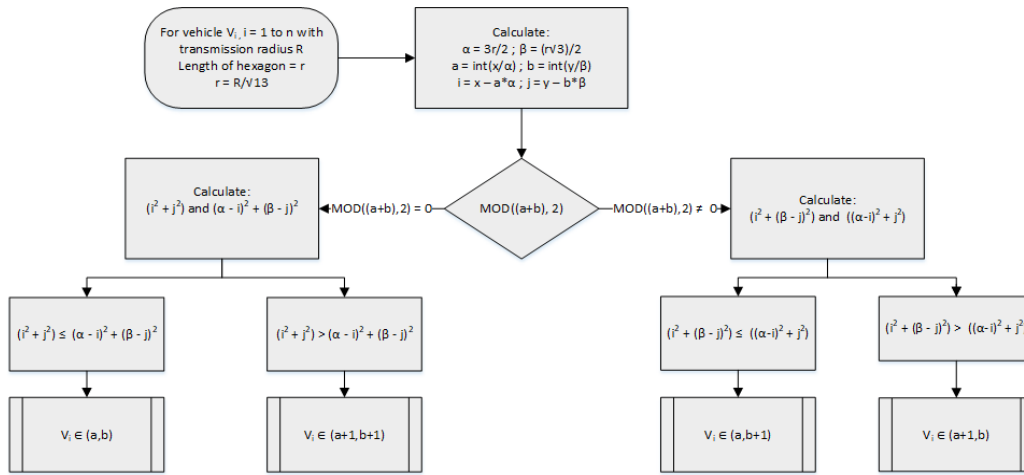 For vehicle Vᵢ, i = 1 to n with
transmission radius R
Length of hexagon = r
r = R/√13
Calculate:
α = 3r/2 ; β = (r√3)/2
a = int(x/α) ; b = int(y/β)
i = x – a*α ; j = y – b*β
Calculate:
(i² + j²) and (α - i)² + (β - j)²
MOD((a+b),2) = 0
MOD((a+b), 2)
MOD((a+b),2) ≠ 0
Calculate:
(i² + (β - j)²) and ((α-i)² + j²)
(i² + j²) ≤ (α - i)² + (β - j)²
(i² + j²) > (α - i)² + (β - j)²
(i² + (β - j)²) ≤ ((α-i)² + j²)
(i² + (β - j)²) > ((α-i)² + j²
Vᵢ ∈ (a,b)
Vᵢ ∈ (a+1,b+1)
Vᵢ ∈ (a,b+1)
Vᵢ ∈ (a+1,b)